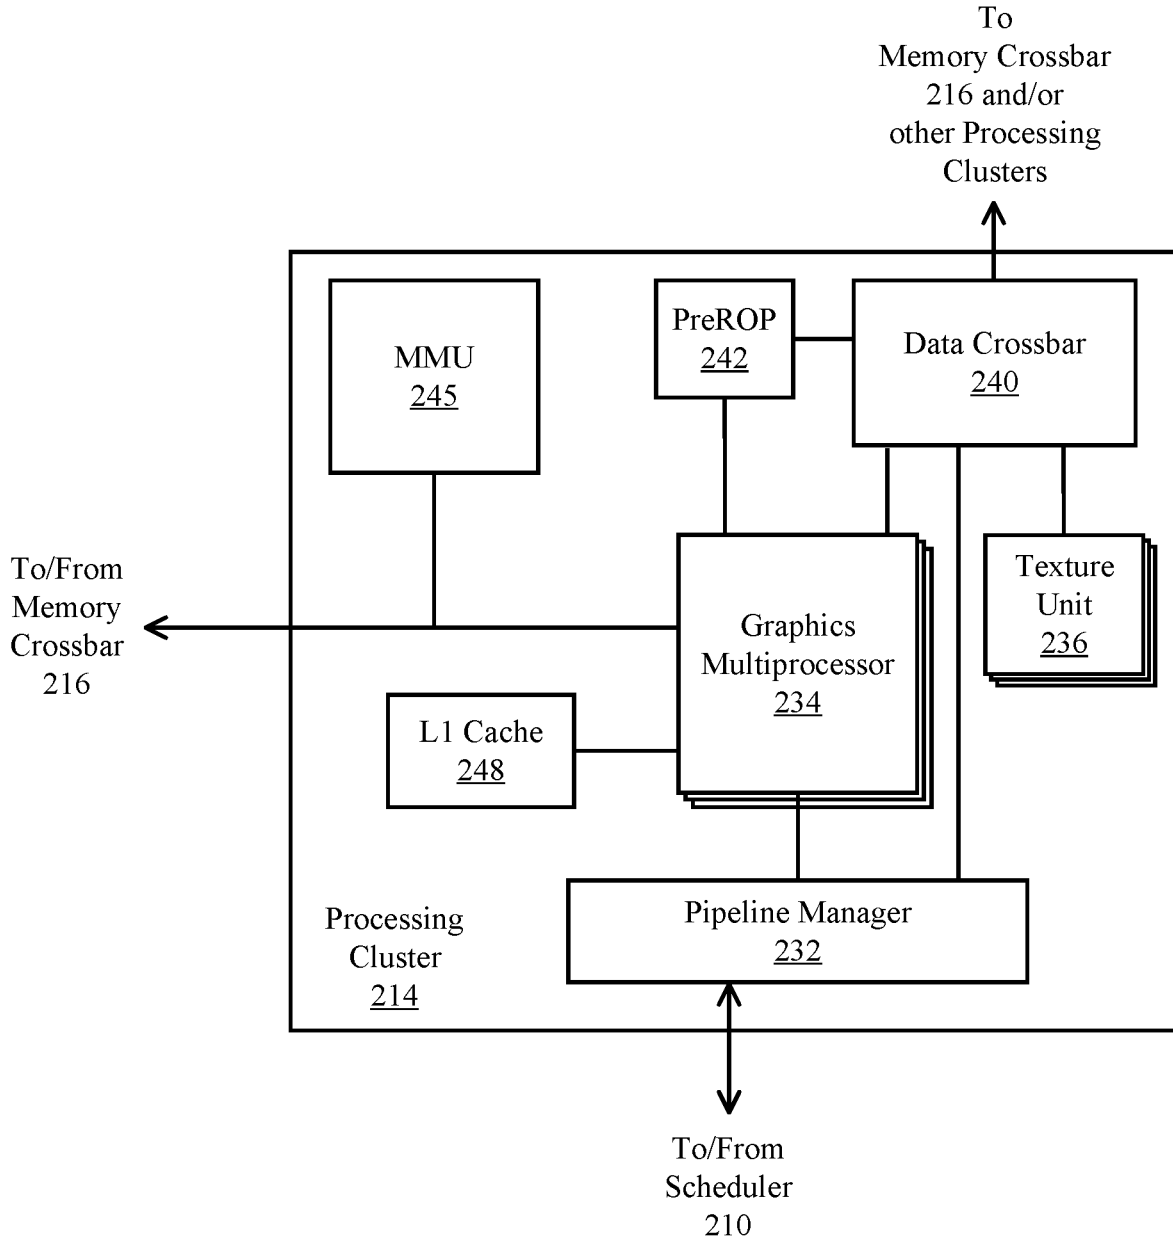 To
Memory Crossbar
216 and/or
other Processing
Clusters
MMU
245
PreROP
242
Data Crossbar
240
To/From
Memory
Crossbar
216
Graphics
Multiprocessor
234
Texture
Unit
236
L1 Cache
248
Processing
Cluster
214
Pipeline Manager
232
To/From
Scheduler
210